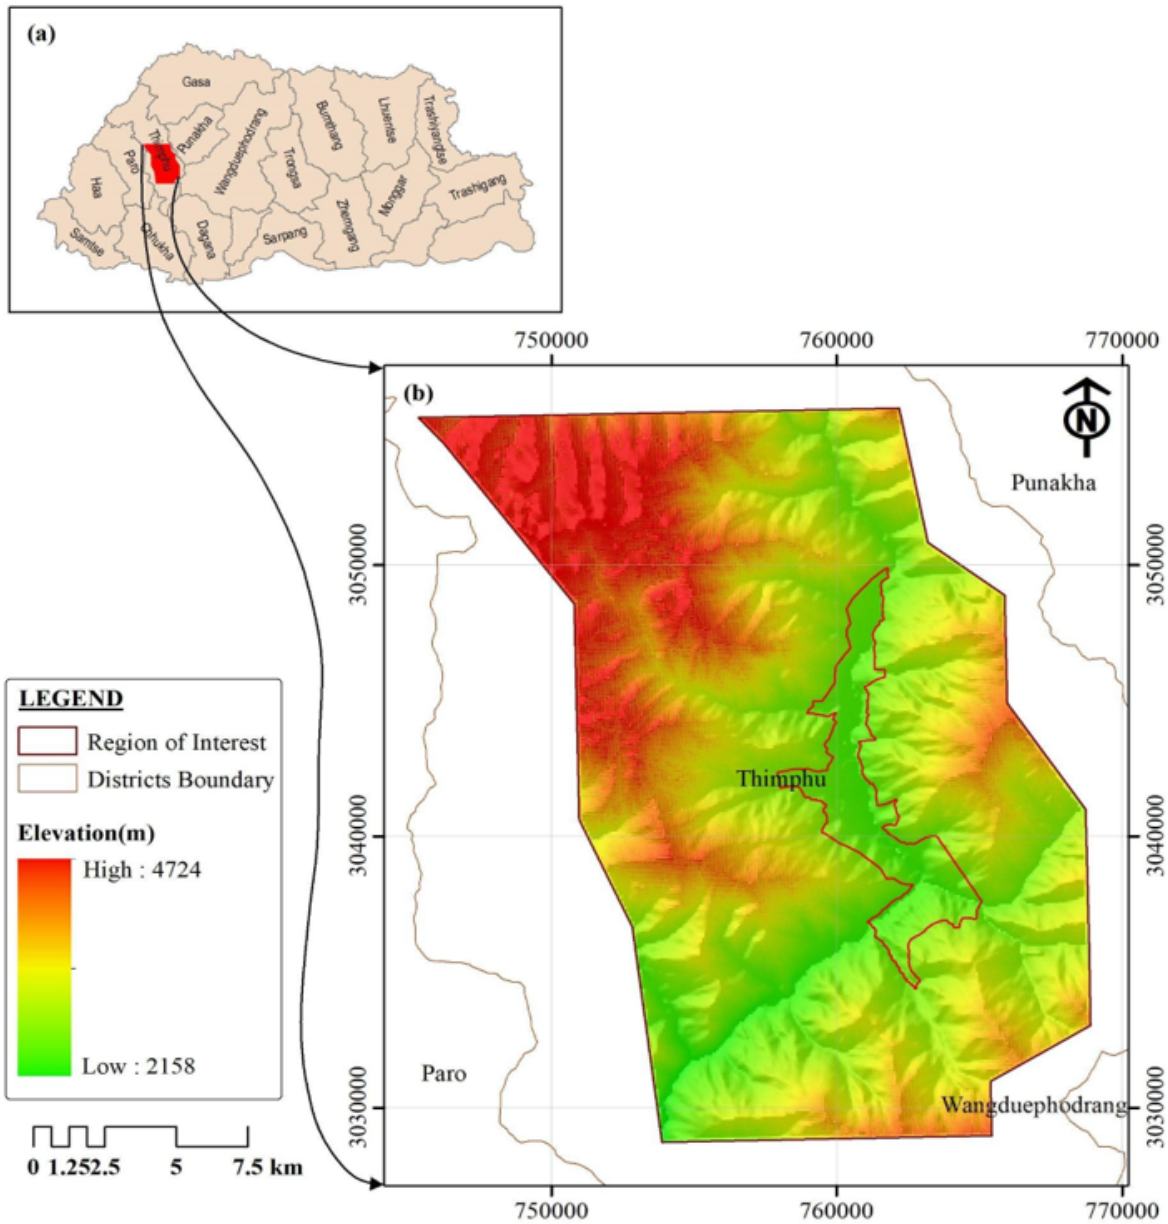 (a)
Gasa
Thimphu
Punakha
Paro
Haa
Wangduephodrang
Bumthang
Lhuentse
Trashiyangtse
Trongsa
Monggar
Trashigang
Zhemgang
Samtse
Chhukha
Dagana
Sarpang
750000 760000 770000
(b)
N
Punakha
3050000 3050000
LEGEND
Region of Interest
Districts Boundary
Thimphu
Elevation(m)
High : 4724
3040000 3040000
Low : 2158
Paro
Wangduephodrang
3030000 3030000
0 1.252.5 5 7.5 km
750000 760000 770000